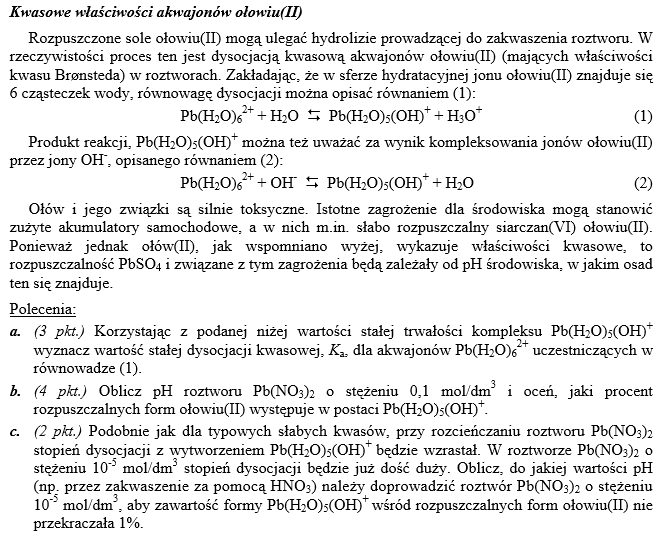 Kwasowe właściwości akwajonów ołowiu(II)
Rozpuszczone sole ołowiu(II) mogą ulegać hydrolizie prowadzącej do zakwaszenia roztworu. W
rzeczywistości proces ten jest dysocjacją kwasową akwajonów ołowiu(II) (mających właściwości
kwasu Brønsteda) w roztworach. Zakładając, że w sferze hydratacyjnej jonu ołowiu(II) znajduje się
6 cząsteczek wody, równowagę dysocjacji można opisać równaniem (1):
Pb(H₂O)₆²⁺ + H₂O ⇆ Pb(H₂O)₅(OH)⁺ + H₃O⁺ (1)
Produkt reakcji, Pb(H₂O)₅(OH)⁺ można też uważać za wynik kompleksowania jonów ołowiu(II)
przez jony OH⁻, opisanego równaniem (2):
Pb(H₂O)₆²⁺ + OH⁻ ⇆ Pb(H₂O)₅(OH)⁺ + H₂O (2)
Ołów i jego związki są silnie toksyczne. Istotne zagrożenie dla środowiska mogą stanowić
zużyte akumulatory samochodowe, a w nich m.in. słabo rozpuszczalny siarczan(VI) ołowiu(II).
Ponieważ jednak ołów(II), jak wspomniano wyżej, wykazuje właściwości kwasowe, to
rozpuszczalność PbSO₄ i związane z tym zagrożenia będą zależały od pH środowiska, w jakim osad
ten się znajduje.
Polecenia:
a. (3 pkt.) Korzystając z podanej niżej wartości stałej trwałości kompleksu Pb(H₂O)₅(OH)⁺
wyznacz wartość stałej dysocjacji kwasowej, Kₐ, dla akwajonów Pb(H₂O)₆²⁺ uczestniczących w
równowadze (1).
b. (4 pkt.) Oblicz pH roztworu Pb(NO₃)₂ o stężeniu 0,1 mol/dm³ i oceń, jaki procent
rozpuszczalnych form ołowiu(II) występuje w postaci Pb(H₂O)₅(OH)⁺.
c. (2 pkt.) Podobnie jak dla typowych słabych kwasów, przy rozcieńczaniu roztworu Pb(NO₃)₂
stopień dysocjacji z wytworzeniem Pb(H₂O)₅(OH)⁺ będzie wzrastał. W roztworze Pb(NO₃)₂ o
stężeniu 10⁻⁵ mol/dm³ stopień dysocjacji będzie już dość duży. Oblicz, do jakiej wartości pH
(np. przez zakwaszenie za pomocą HNO₃) należy doprowadzić roztwór Pb(NO₃)₂ o stężeniu
10⁻⁵ mol/dm³, aby zawartość formy Pb(H₂O)₅(OH)⁺ wśród rozpuszczalnych form ołowiu(II) nie
przekraczała 1%.